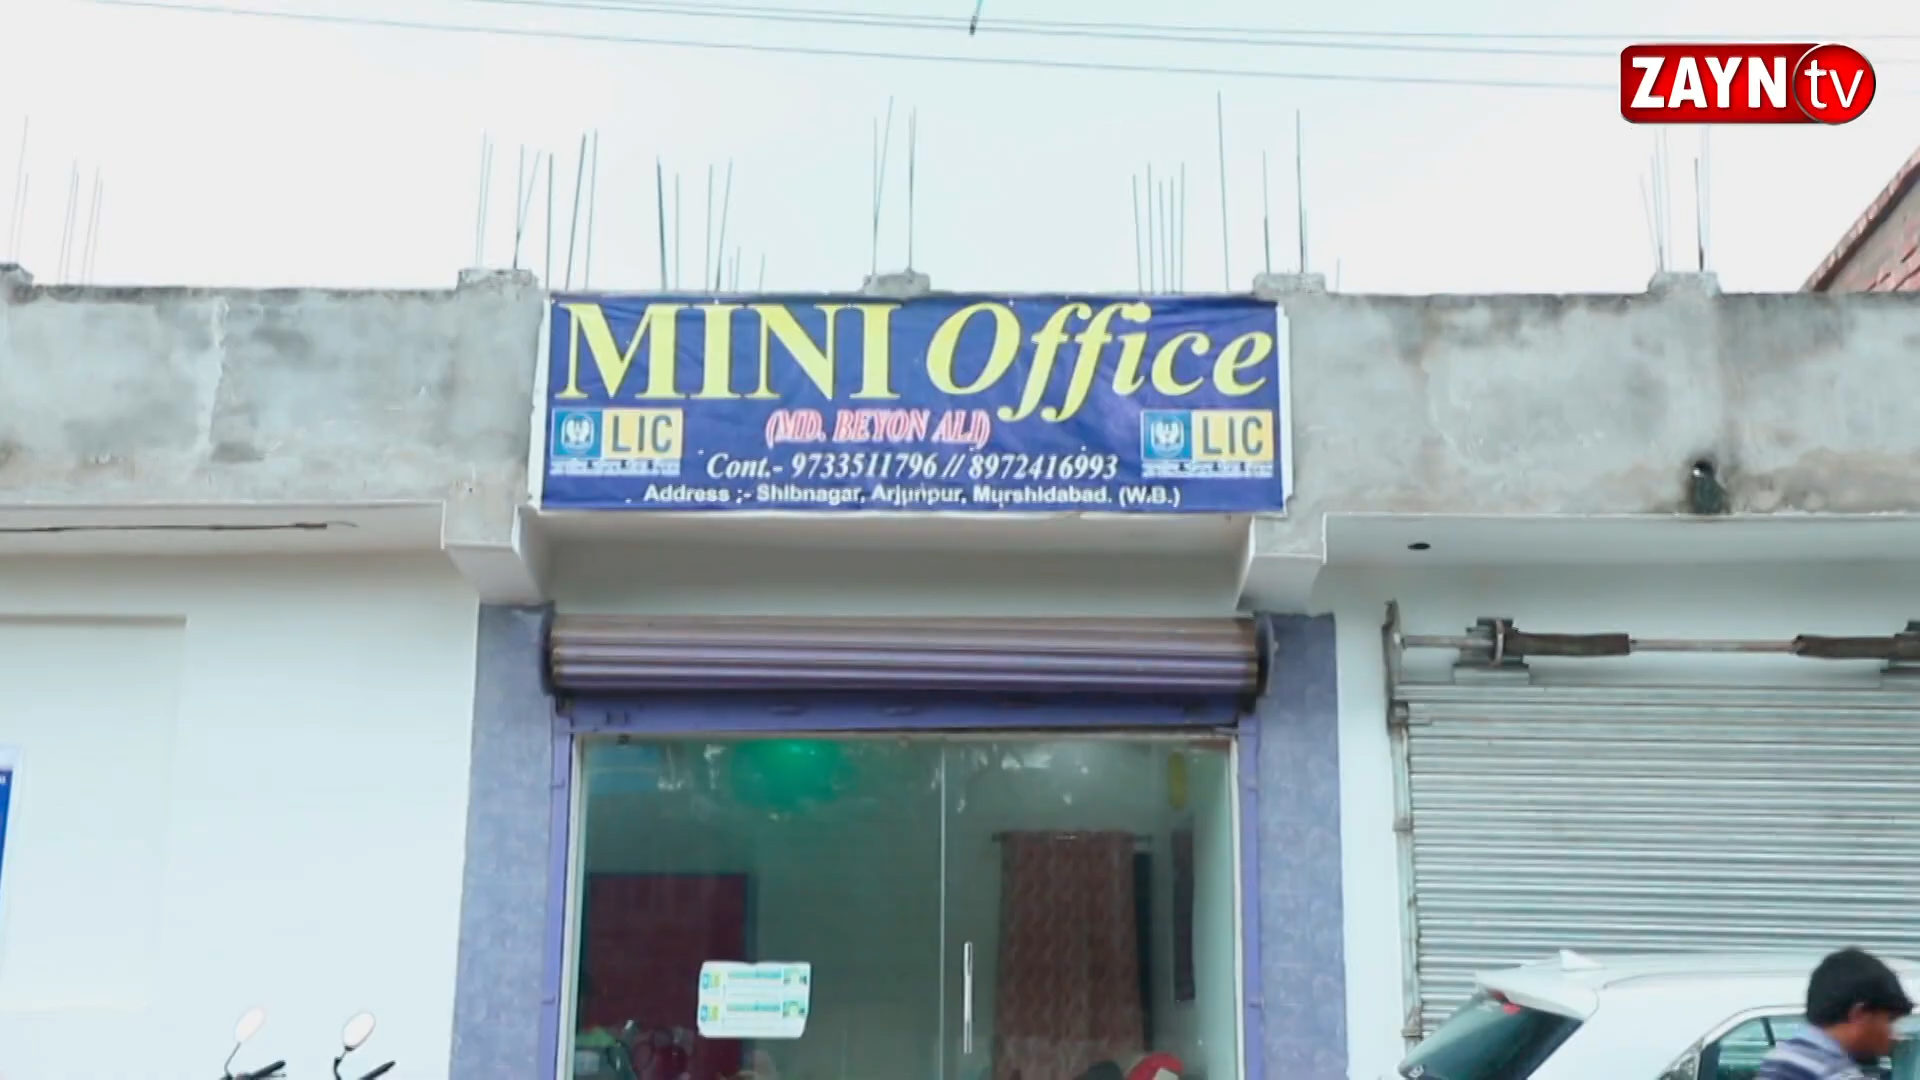 ZAYN tv
MINI Office
LIC
(MD. BEYON ALI)
LIC
Cont.- 9733511796 // 8972416993
Address :- Shibnagar, Arjunpur, Murshidabad. (W.B.)